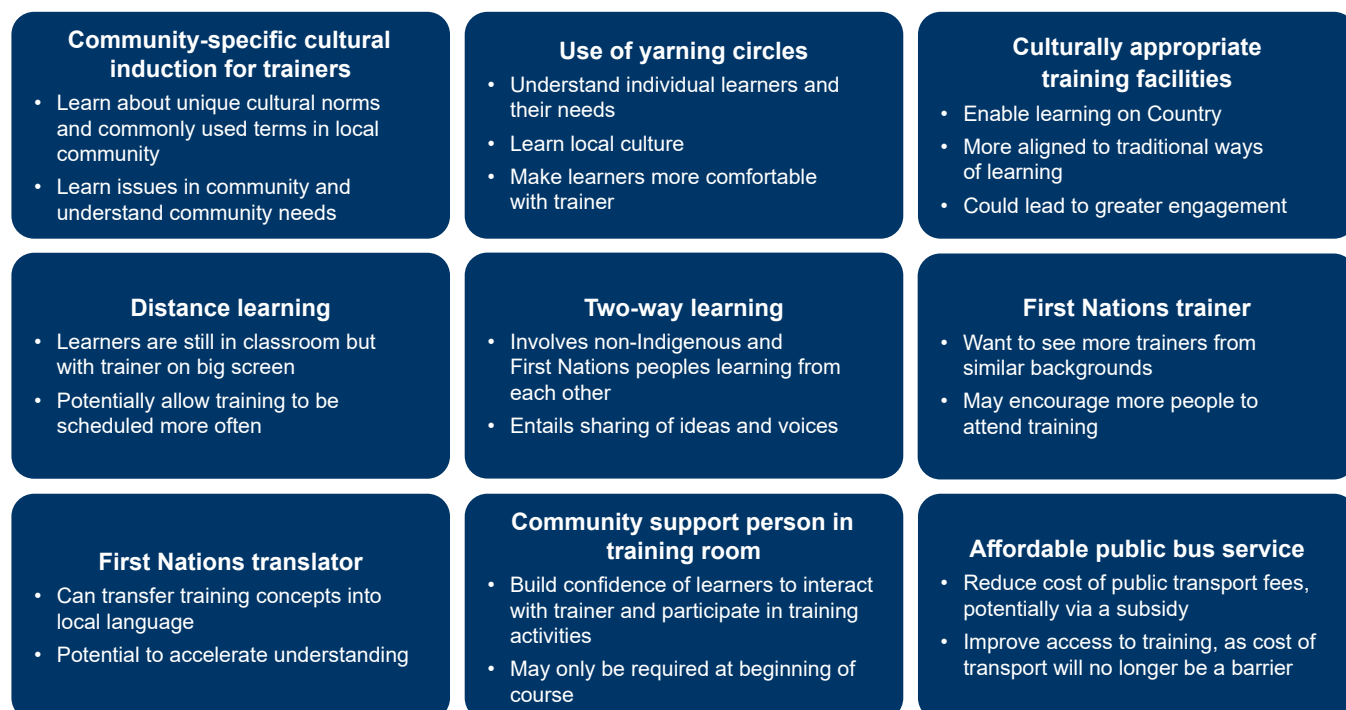 Community-specific cultural
induction for trainers
• Learn about unique cultural norms
and commonly used terms in local
community
• Learn issues in community and
understand community needs
Use of yarning circles
• Understand individual learners and
their needs
• Learn local culture
• Make learners more comfortable
with trainer
Culturally appropriate
training facilities
• Enable learning on Country
• More aligned to traditional ways
of learning
• Could lead to greater engagement
Distance learning
• Learners are still in classroom but
with trainer on big screen
• Potentially allow training to be
scheduled more often
Two-way learning
• Involves non-Indigenous and
First Nations peoples learning from
each other
• Entails sharing of ideas and voices
First Nations trainer
• Want to see more trainers from
similar backgrounds
• May encourage more people to
attend training
First Nations translator
• Can transfer training concepts into
local language
• Potential to accelerate understanding
Community support person in
training room
• Build confidence of learners to interact
with trainer and participate in training
activities
• May only be required at beginning of
course
Affordable public bus service
• Reduce cost of public transport fees,
potentially via a subsidy
• Improve access to training, as cost of
transport will no longer be a barrier